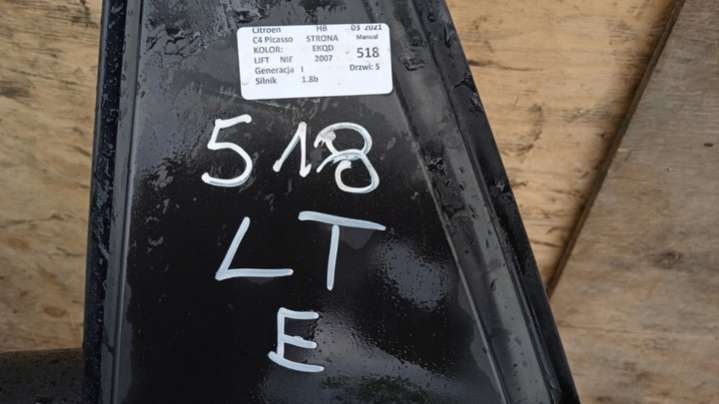 Citroen HB 03 2021
C4 Picasso STRONA Manual
KOLOR: EKQD 518
LIFT NIE 2007
Generacja I Drzwi: 5
Silnik 1.8b
518
LT
E